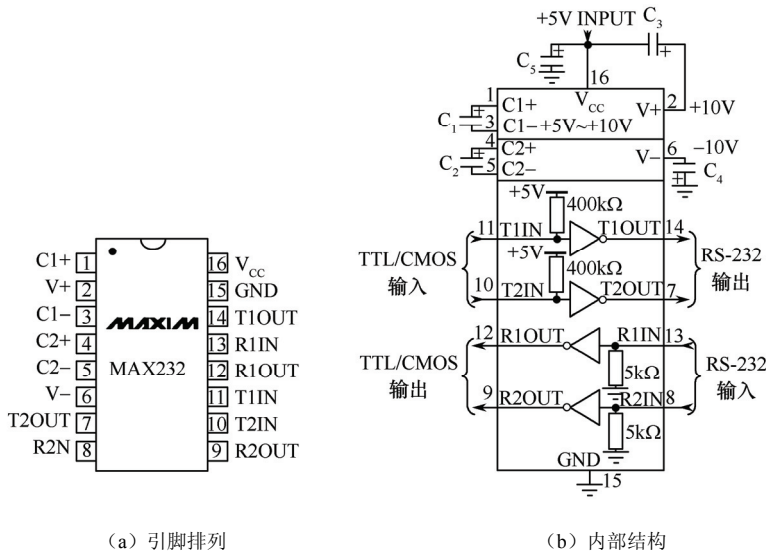 +5V INPUT
C3
C5
16
1
C1+
VCC
V+
2
+10V
C1
3
C1− +5V~+10V
4
C2+
V−
6
−10V
C2
5
C2−
C4
+5V
400kΩ
11
T1IN
T1OUT
14
+5V
TTL/CMOS
输入
400kΩ
RS-232
输出
10
T2IN
T2OUT
7
12
R1OUT
R1IN
13
TTL/CMOS
输出
5kΩ
RS-232
输入
9
R2OUT
R2IN
8
5kΩ
GND
15
C1+
1
16
VCC
V+
2
15
GND
C1−
3
MAXIM
14
T1OUT
C2+
4
13
R1IN
C2−
5
MAX232
12
R1OUT
V−
6
11
T1IN
T2OUT
7
10
T2IN
R2N
8
9
R2OUT
（a）引脚排列
（b）内部结构